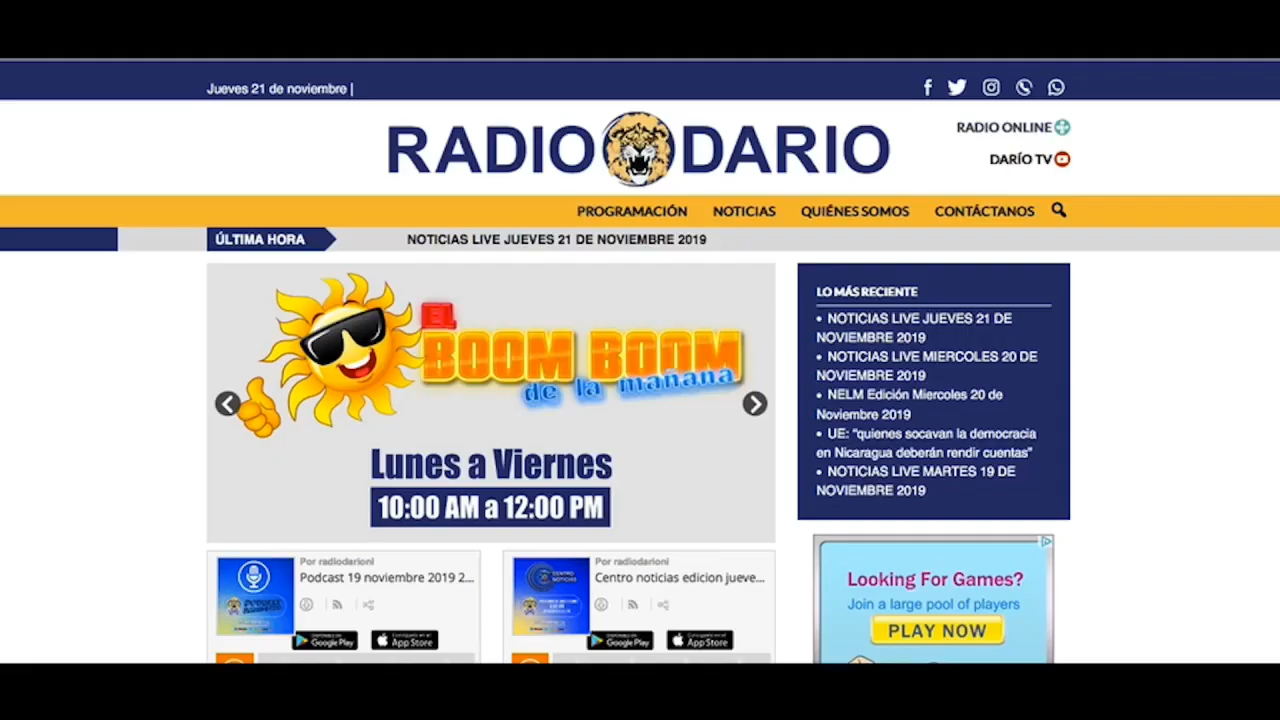 Jueves 21 de noviembre |
RADIO DARIO
RADIO ONLINE
DARÍO TV
PROGRAMACIÓN NOTICIAS QUIÉNES SOMOS CONTÁCTANOS
ÚLTIMA HORA NOTICIAS LIVE JUEVES 21 DE NOVIEMBRE 2019
EL
BOOM BOOM
de la mañana
Lunes a Viernes
10:00 AM a 12:00 PM
LO MÁS RECIENTE
• NOTICIAS LIVE JUEVES 21 DE
NOVIEMBRE 2019
• NOTICIAS LIVE MIERCOLES 20 DE
NOVIEMBRE 2019
• NELM Edición Miercoles 20 de
Noviembre 2019
• UE: “quienes socavan la democracia
en Nicaragua deberán rendir cuentas”
• NOTICIAS LIVE MARTES 19 DE
NOVIEMBRE 2019
Por radiodarioni
Podcast 19 noviembre 2019 2...
Google Play
App Store
Por radiodarioni
Centro noticias edicion jueve...
CENTRO
NOTICIAS
Google Play
App Store
Looking For Games?
Join a large pool of players
PLAY NOW